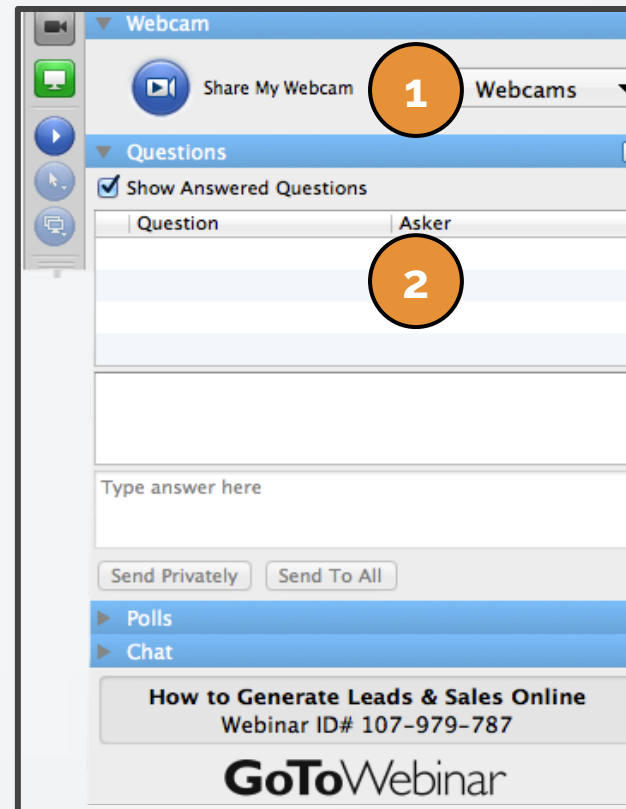 Webcam
Share My Webcam
1
Webcams
Questions
Show Answered Questions
Question Asker
2
Type answer here
Send Privately Send To All
Polls
Chat
How to Generate Leads & Sales Online
Webinar ID# 107-979-787
GoToWebinar